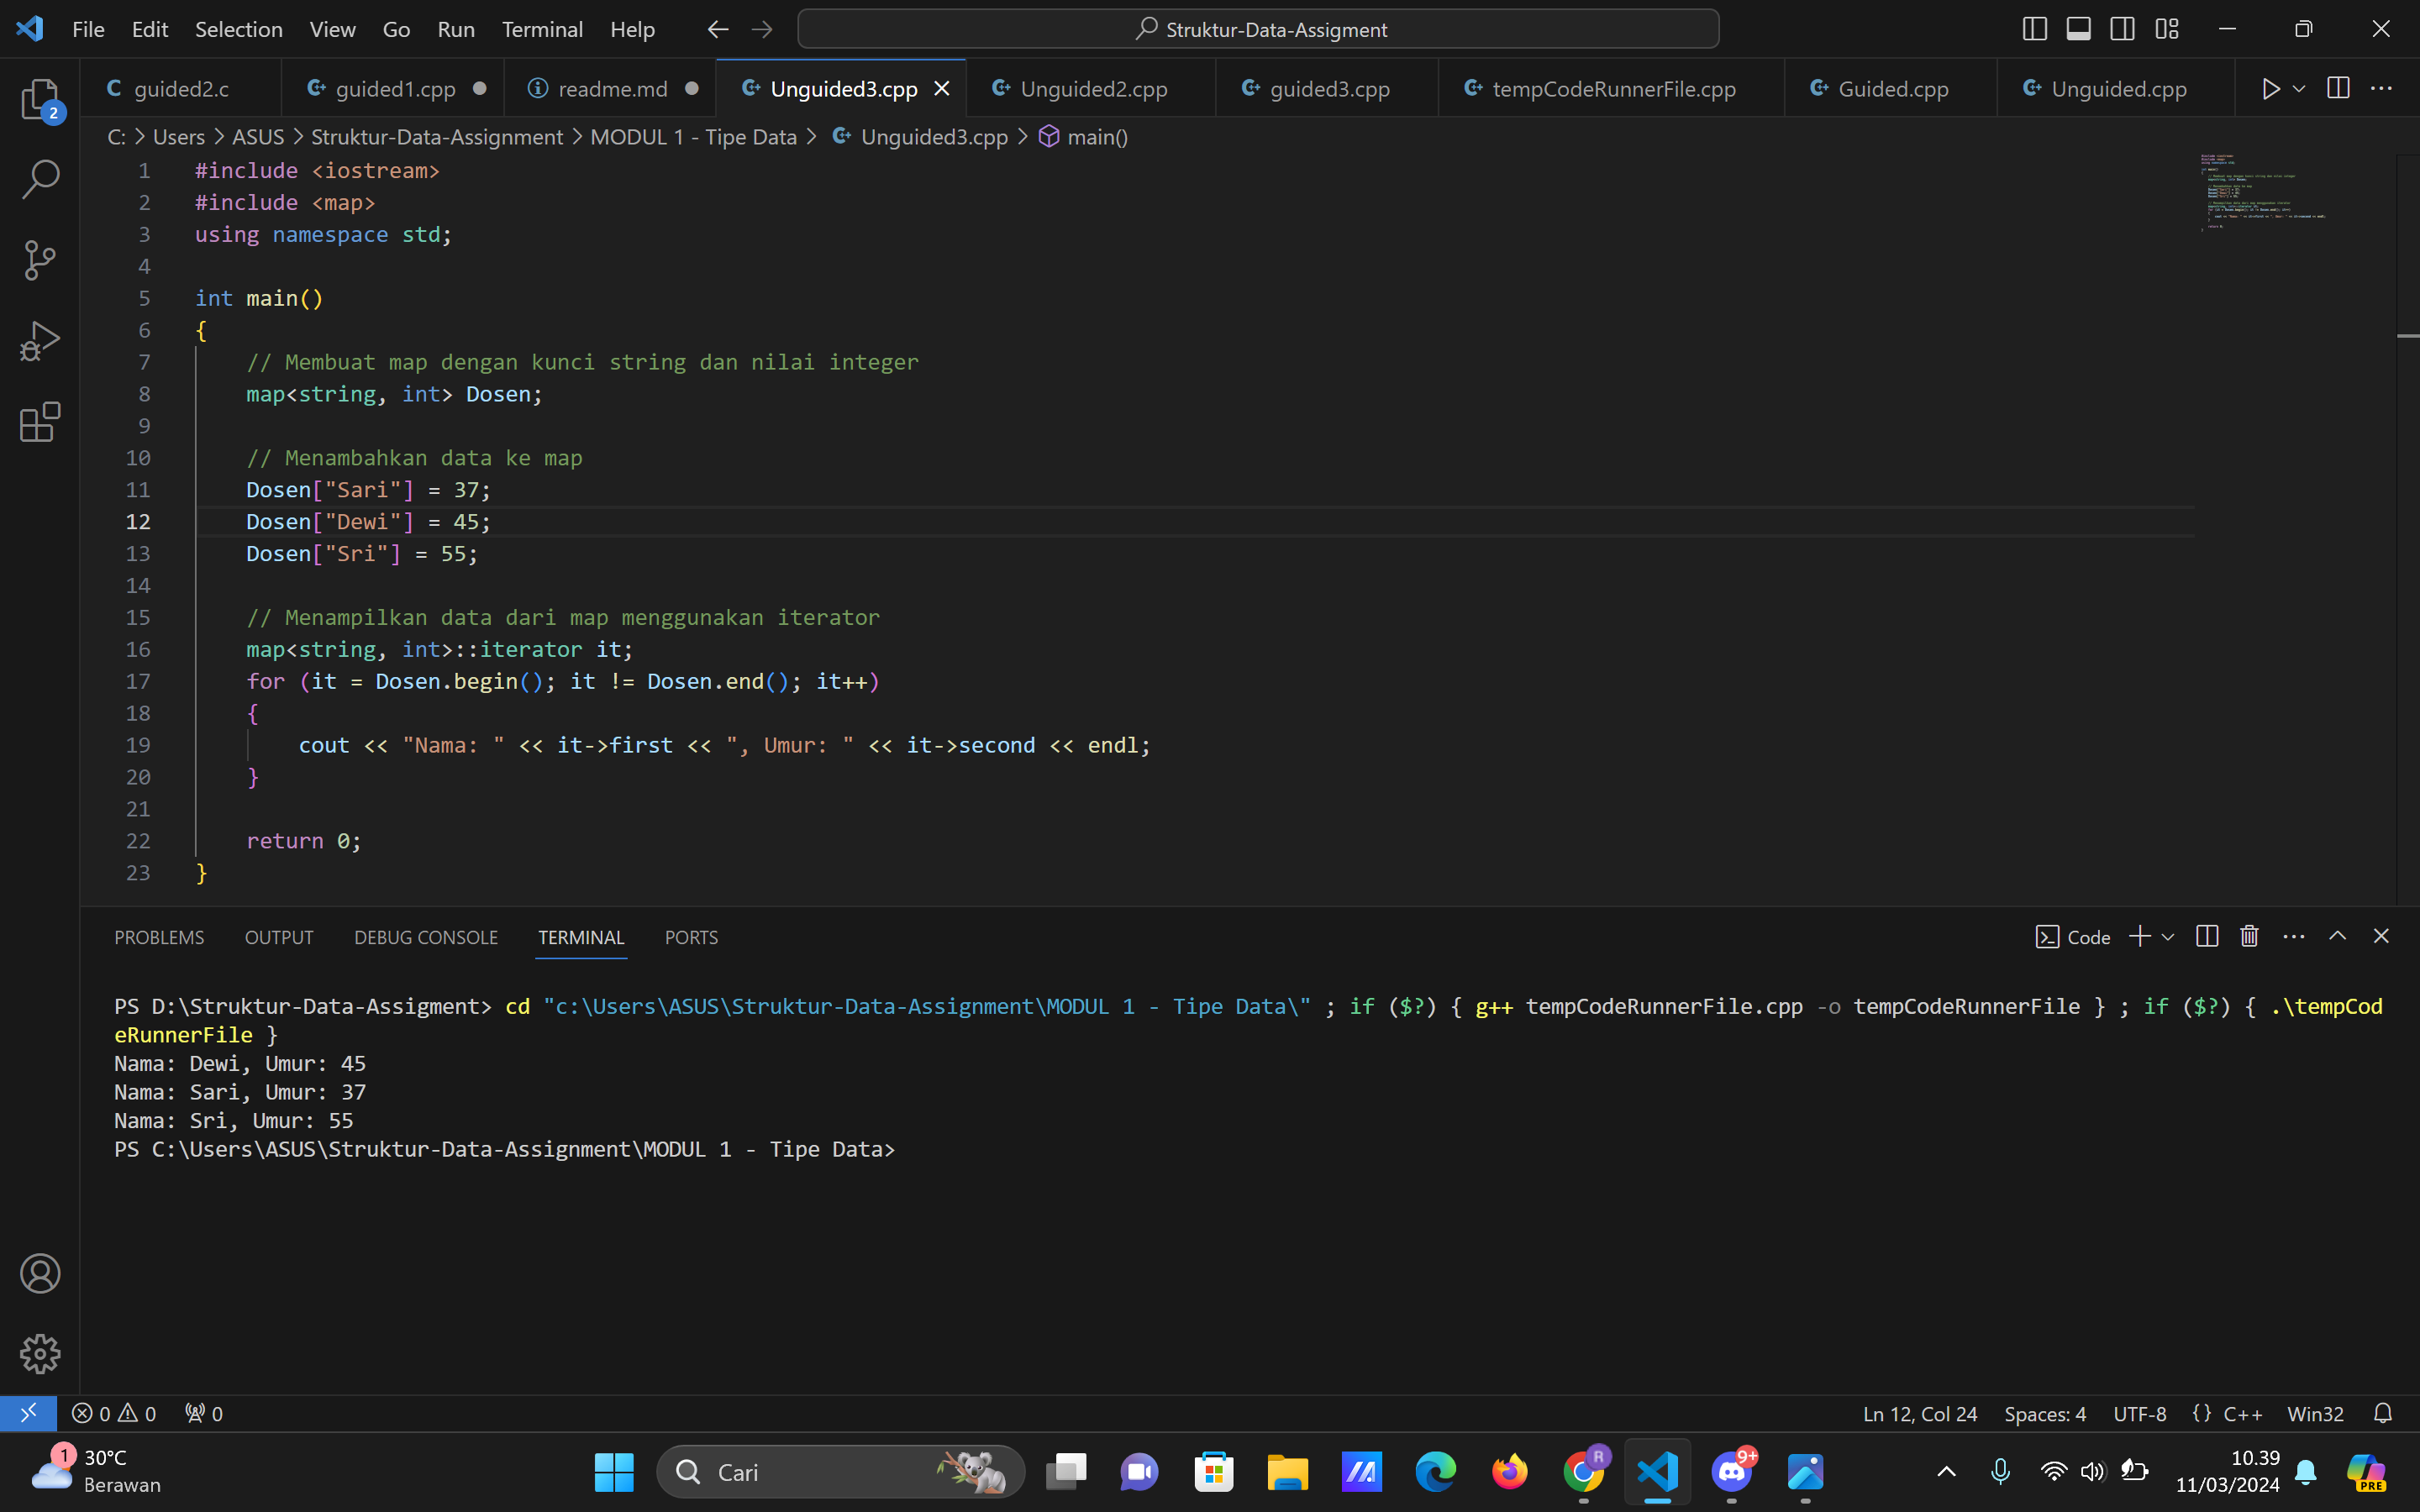 File Edit Selection View Go Run Terminal Help
Struktur-Data-Assigment
guided2.c guided1.cpp readme.md Unguided3.cpp Unguided2.cpp guided3.cpp tempCodeRunnerFile.cpp Guided.cpp Unguided.cpp
2
C: > Users > ASUS > Struktur-Data-Assignment > MODUL 1 - Tipe Data > Unguided3.cpp > main()
1 #include <iostream>
2 #include <map>
3 using namespace std;
4
5 int main()
6 {
7 // Membuat map dengan kunci string dan nilai integer
8 map<string, int> Dosen;
9
10 // Menambahkan data ke map
11 Dosen["Sari"] = 37;
12 Dosen["Dewi"] = 45;
13 Dosen["Sri"] = 55;
14
15 // Menampilkan data dari map menggunakan iterator
16 map<string, int>::iterator it;
17 for (it = Dosen.begin(); it != Dosen.end(); it++)
18 {
19 cout << "Nama: " << it->first << ", Umur: " << it->second << endl;
20 }
21
22 return 0;
23 }
PROBLEMS OUTPUT DEBUG CONSOLE TERMINAL PORTS
Code
PS D:\Struktur-Data-Assigment> cd "c:\Users\ASUS\Struktur-Data-Assignment\MODUL 1 - Tipe Data\" ; if ($?) { g++ tempCodeRunnerFile.cpp -o tempCodeRunnerFile } ; if ($?) { .\tempCod
eRunnerFile }
Nama: Dewi, Umur: 45
Nama: Sari, Umur: 37
Nama: Sri, Umur: 55
PS C:\Users\ASUS\Struktur-Data-Assignment\MODUL 1 - Tipe Data>
0 0 0
Ln 12, Col 24 Spaces: 4 UTF-8 {} C++ Win32
1
30°C
Berawan
Cari
R
9+
10.39
11/03/2024
PRE